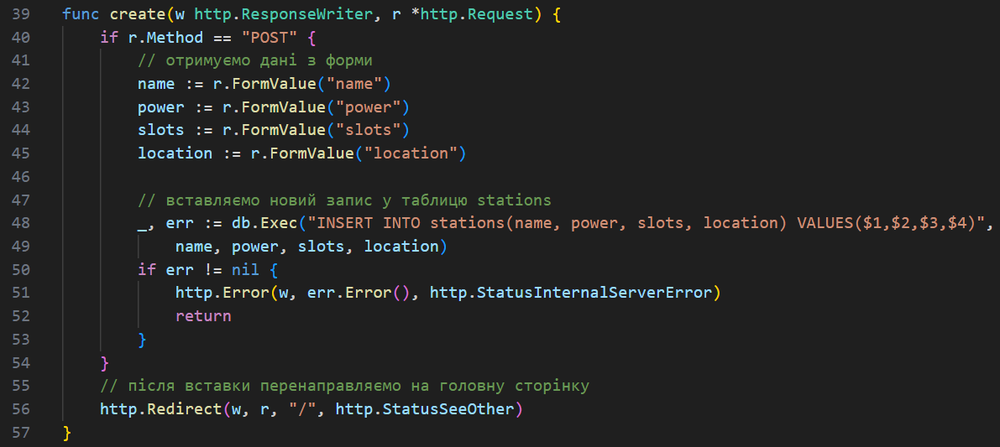 39 func create(w http.ResponseWriter, r *http.Request) {
40     if r.Method == "POST" {
41         // отримуємо дані з форми
42         name := r.FormValue("name")
43         power := r.FormValue("power")
44         slots := r.FormValue("slots")
45         location := r.FormValue("location")
46
47         // вставляємо новий запис у таблицю stations
48         _, err := db.Exec("INSERT INTO stations(name, power, slots, location) VALUES($1,$2,$3,$4)",
49             name, power, slots, location)
50         if err != nil {
51             http.Error(w, err.Error(), http.StatusInternalServerError)
52             return
53         }
54     }
55     // після вставки перенаправляємо на головну сторінку
56     http.Redirect(w, r, "/", http.StatusSeeOther)
57 }